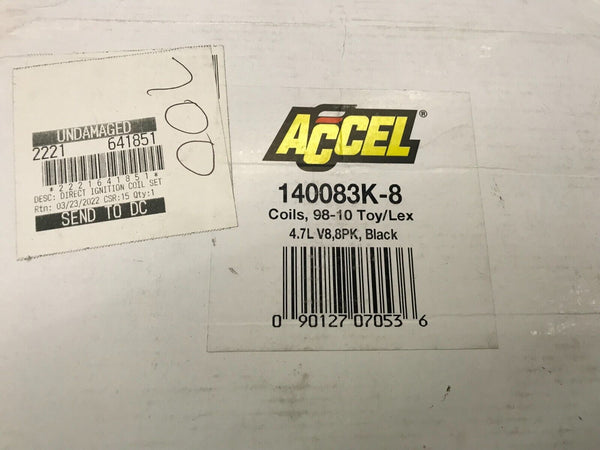 UNDAMAGED
2221 641851
*2221641851*
DESC: DIRECT IGNITION COIL SET
Rtn: 03/23/2022 CSR:15 Qty:1
SEND TO DC
ACCEL®
140083K-8
Coils, 98-10 Toy/Lex
4.7L V8,8PK, Black
0 90127 07053 6